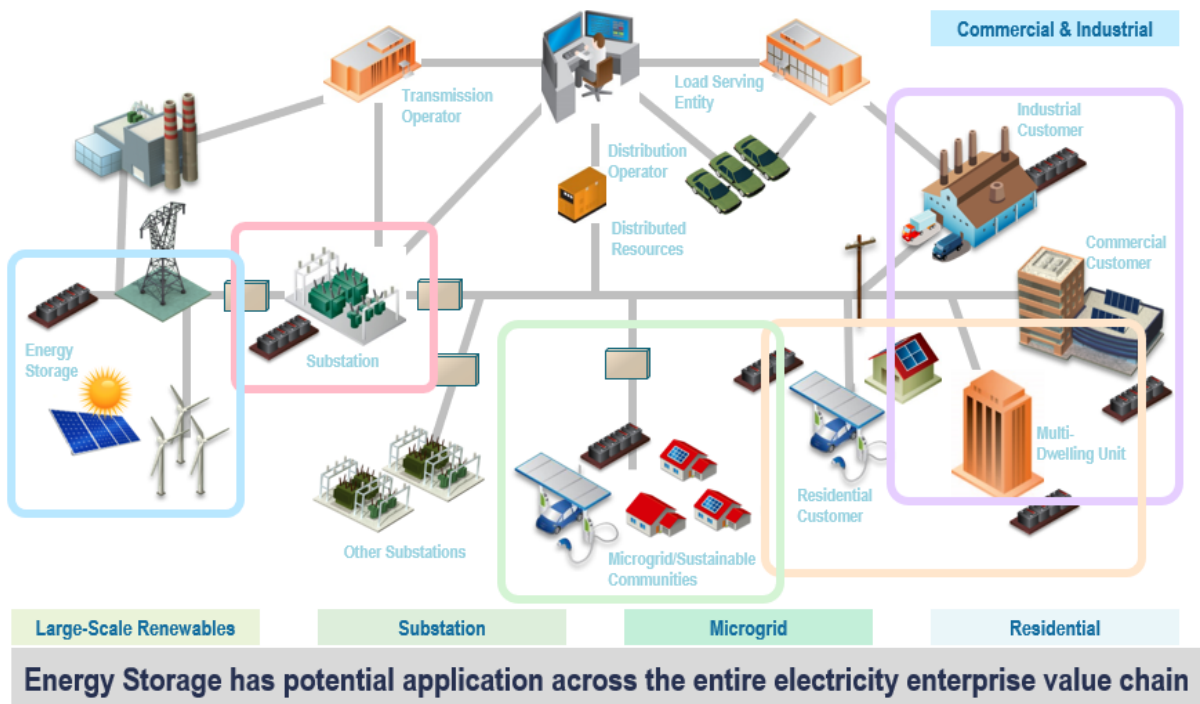 Commercial & Industrial
Transmission
Operator
Load Serving
Entity
Industrial
Customer
Distribution
Operator
Distributed
Resources
Commercial
Customer
Energy
Storage
Substation
Multi-
Dwelling Unit
Residential
Customer
Other Substations
Microgrid/Sustainable
Communities
Large-Scale Renewables
Substation
Microgrid
Residential
Energy Storage has potential application across the entire electricity enterprise value chain